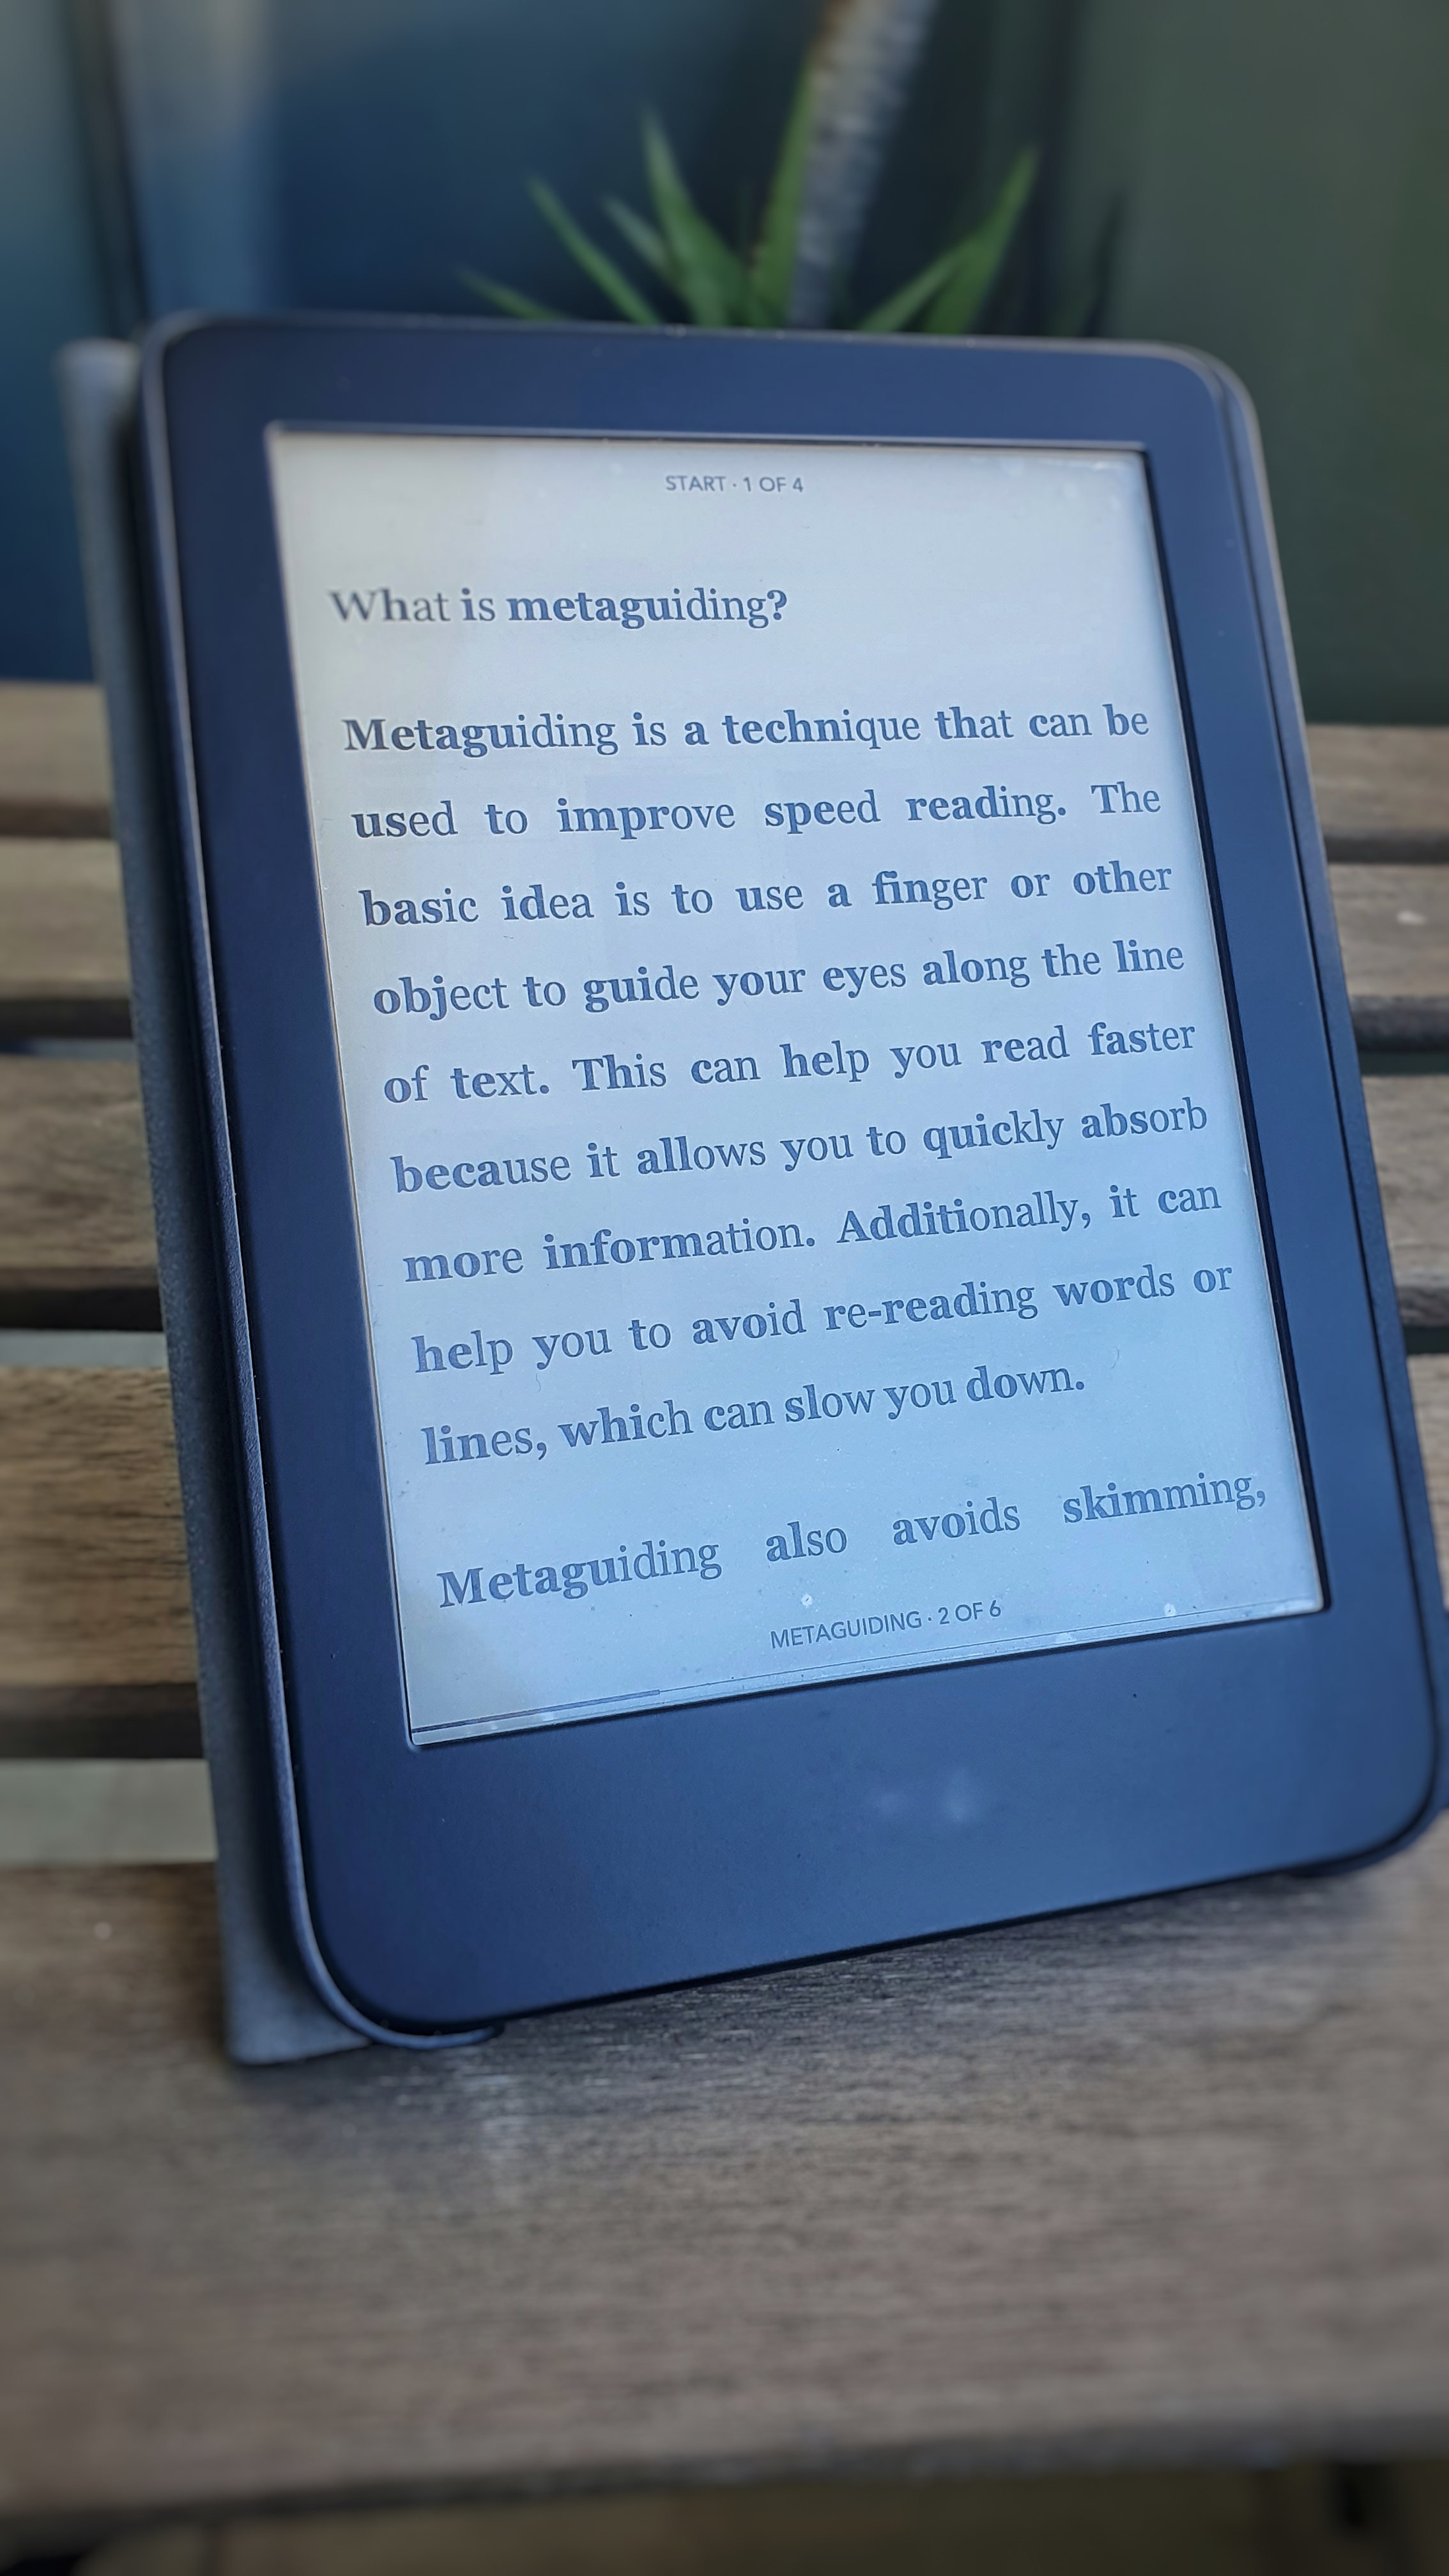 START · 1 OF 4
What is metaguiding?
Metaguiding is a technique that can be
used to improve speed reading. The
basic idea is to use a finger or other
object to guide your eyes along the line
of text. This can help you read faster
because it allows you to quickly absorb
more information. Additionally, it can
help you to avoid re-reading words or
lines, which can slow you down.
Metaguiding also avoids skimming,
METAGUIDING · 2 OF 6